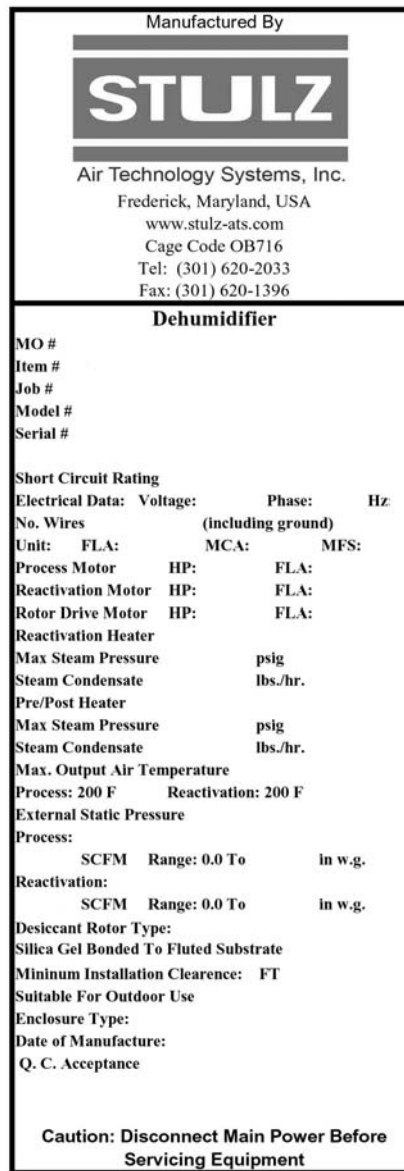 Manufactured By
STULZ
Air Technology Systems, Inc.
Frederick, Maryland, USA
www.stulz-ats.com
Cage Code OB716
Tel: (301) 620-2033
Fax: (301) 620-1396
Dehumidifier
MO #
Item #
Job #
Model #
Serial #
Short Circuit Rating
Electrical Data: Voltage: Phase: Hz:
No. Wires (including ground)
Unit: FLA: MCA: MFS:
Process Motor HP: FLA:
Reactivation Motor HP: FLA:
Rotor Drive Motor HP: FLA:
Reactivation Heater
Max Steam Pressure psig
Steam Condensate lbs./hr.
Pre/Post Heater
Max Steam Pressure psig
Steam Condensate lbs./hr.
Max. Output Air Temperature
Process: 200 F Reactivation: 200 F
External Static Pressure
Process:
SCFM Range: 0.0 To in w.g.
Reactivation:
SCFM Range: 0.0 To in w.g.
Desiccant Rotor Type:
Silica Gel Bonded To Fluted Substrate
Mininum Installation Clearence: FT
Suitable For Outdoor Use
Enclosure Type:
Date of Manufacture:
Q. C. Acceptance
Caution: Disconnect Main Power Before
Servicing Equipment